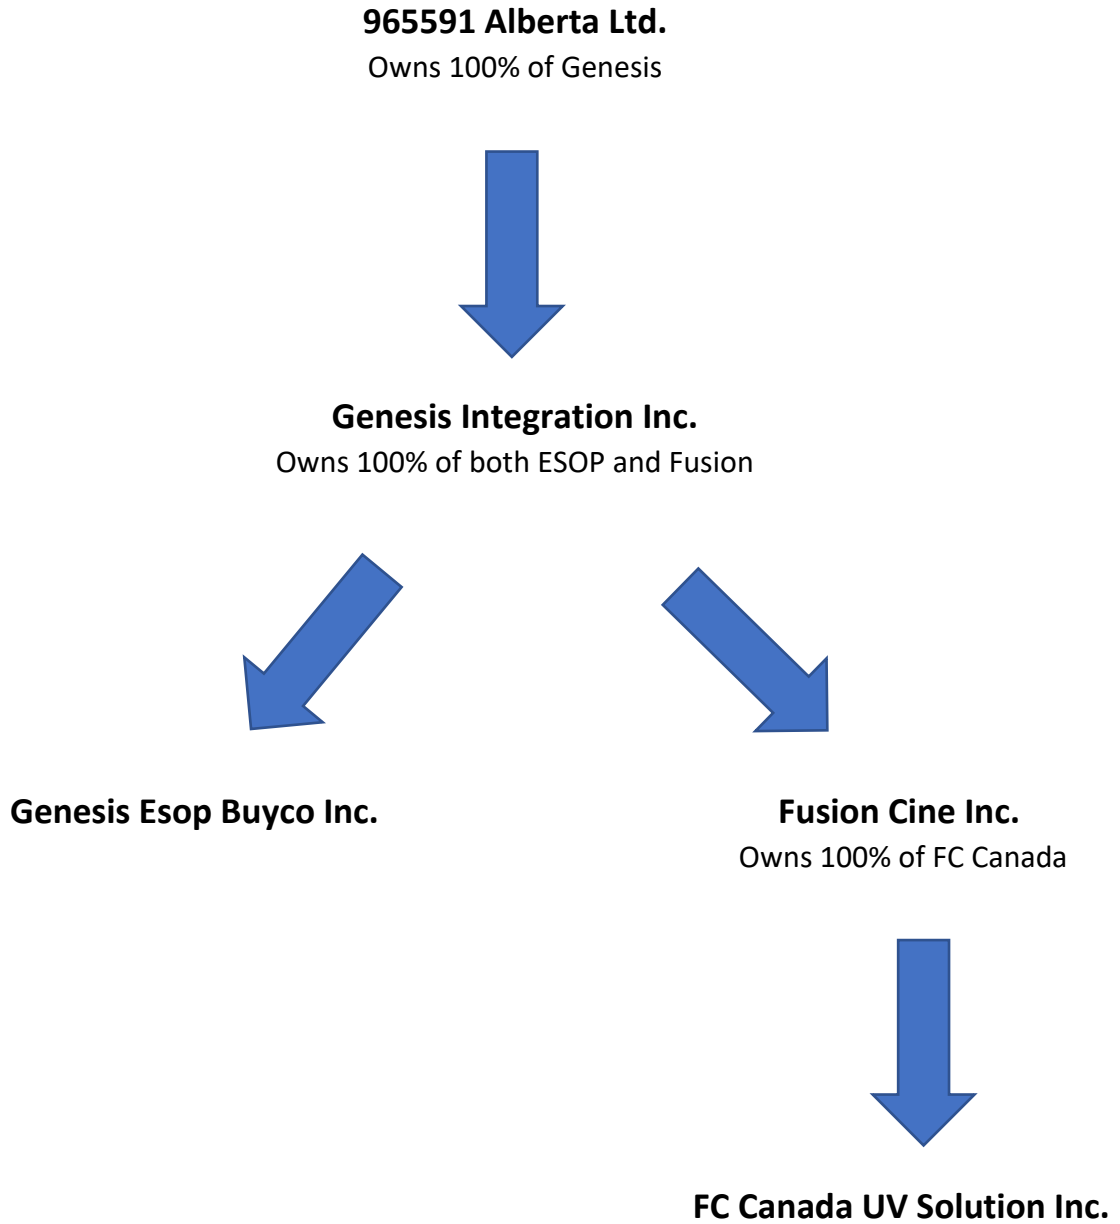 965591 Alberta Ltd.
Owns 100% of Genesis
Genesis Integration Inc.
Owns 100% of both ESOP and Fusion
Genesis Esop Buyco Inc.
Fusion Cine Inc.
Owns 100% of FC Canada
FC Canada UV Solution Inc.